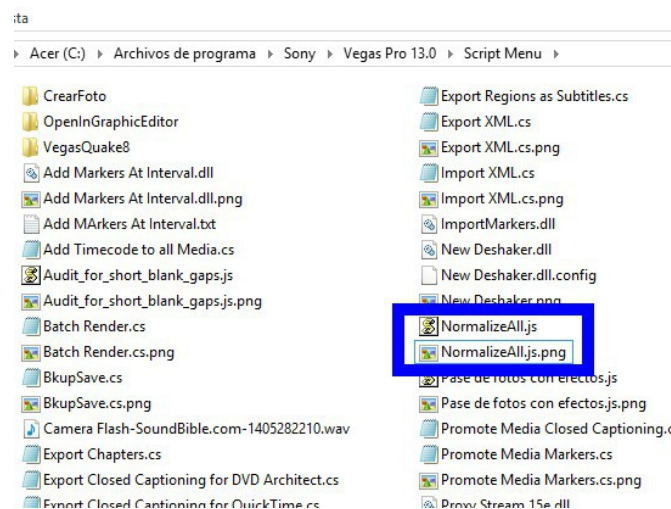 sta
Acer (C:) Archivos de programa Sony Vegas Pro 13.0 Script Menu
CrearFoto
OpenInGraphicEditor
VegasQuake8
Add Markers At Interval.dll
Add Markers At Interval.dll.png
Add MArkers At Interval.txt
Add Timecode to all Media.cs
Audit_for_short_blank_gaps.js
Audit_for_short_blank_gaps.js.png
Batch Render.cs
Batch Render.cs.png
BkupSave.cs
BkupSave.cs.png
Camera Flash-SoundBible.com-1405282210.wav
Export Chapters.cs
Export Closed Captioning for DVD Architect.cs
Export Closed Captioning for QuickTime.cs
Export Regions as Subtitles.cs
Export XML.cs
Export XML.cs.png
Import XML.cs
Import XML.cs.png
ImportMarkers.dll
New Deshaker.dll
New Deshaker.dll.config
New Deshaker.png
NormalizeAll.js
NormalizeAll.js.png
Pase de fotos con efectos.js
Pase de fotos con efectos.js.png
Promote Media Closed Captioning.c
Promote Media Markers.cs
Promote Media Markers.cs.png
Proxy Stream 15e.dll